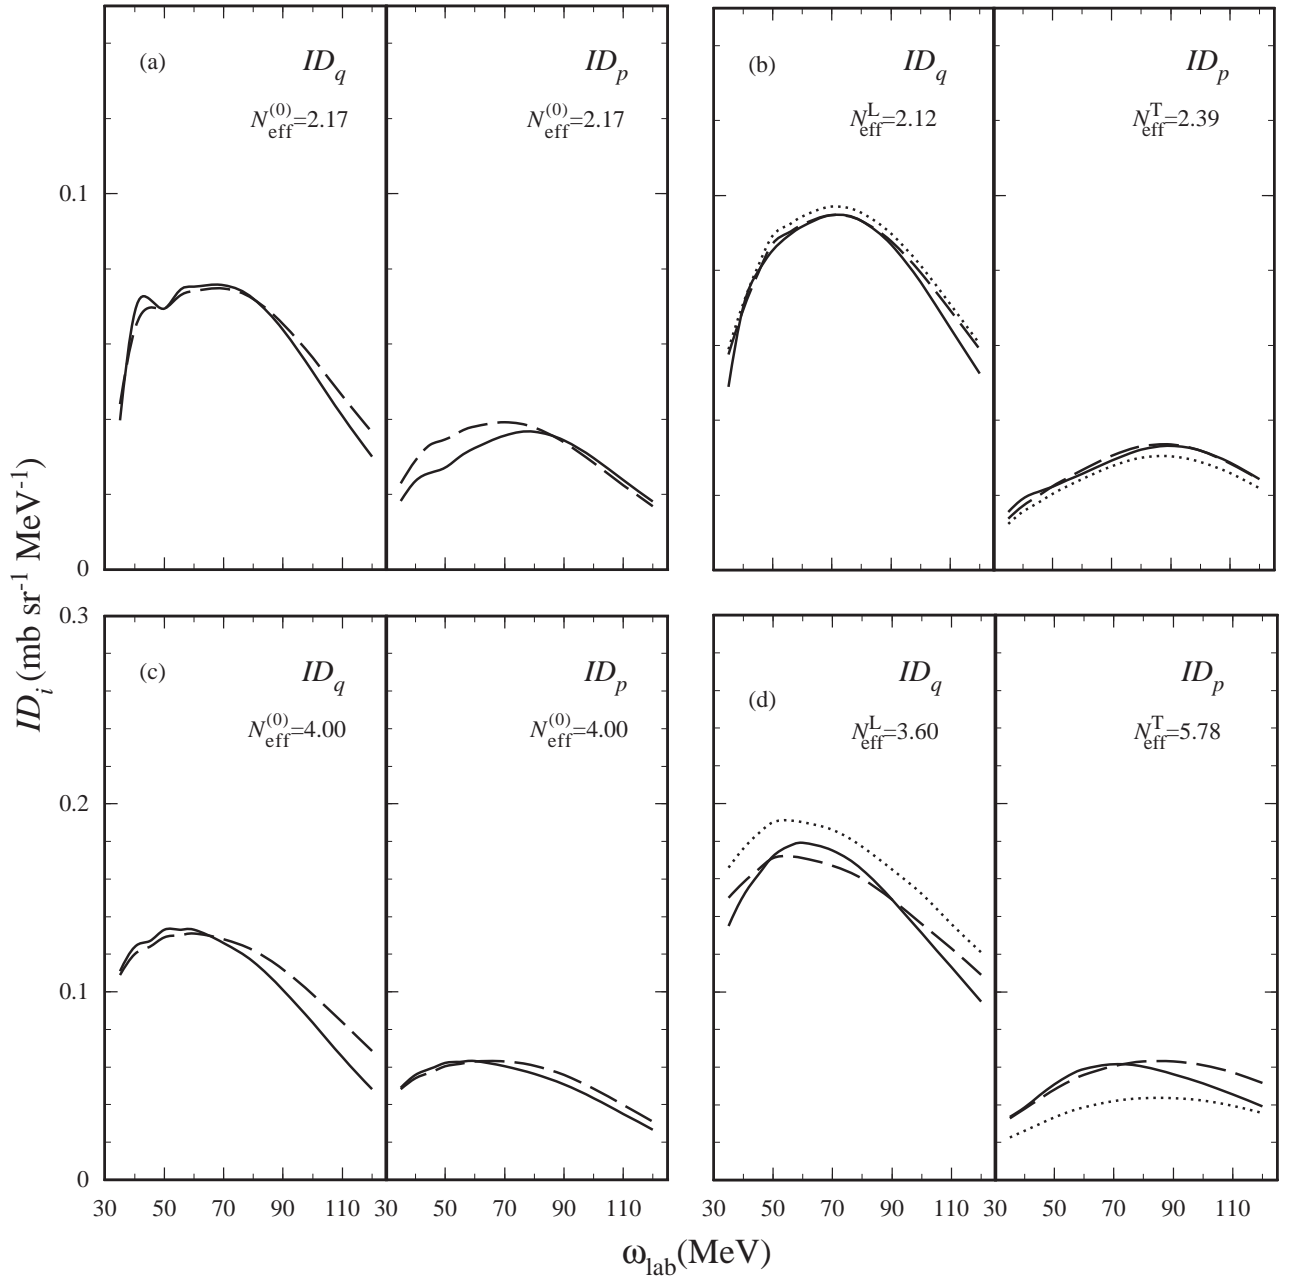 (a) ID_q ID_p (b) ID_q ID_p
N_eff^(0)=2.17 N_eff^(0)=2.17 N_eff^L=2.12 N_eff^T=2.39
0.1
0
ID_i (mb sr^-1 MeV^-1)
0.3
(c) ID_q ID_p (d) ID_q ID_p
N_eff^(0)=4.00 N_eff^(0)=4.00 N_eff^L=3.60 N_eff^T=5.78
0.2
0.1
0
30 50 70 90 110 30 50 70 90 110 30 50 70 90 110 30 50 70 90 110
ω_lab(MeV)